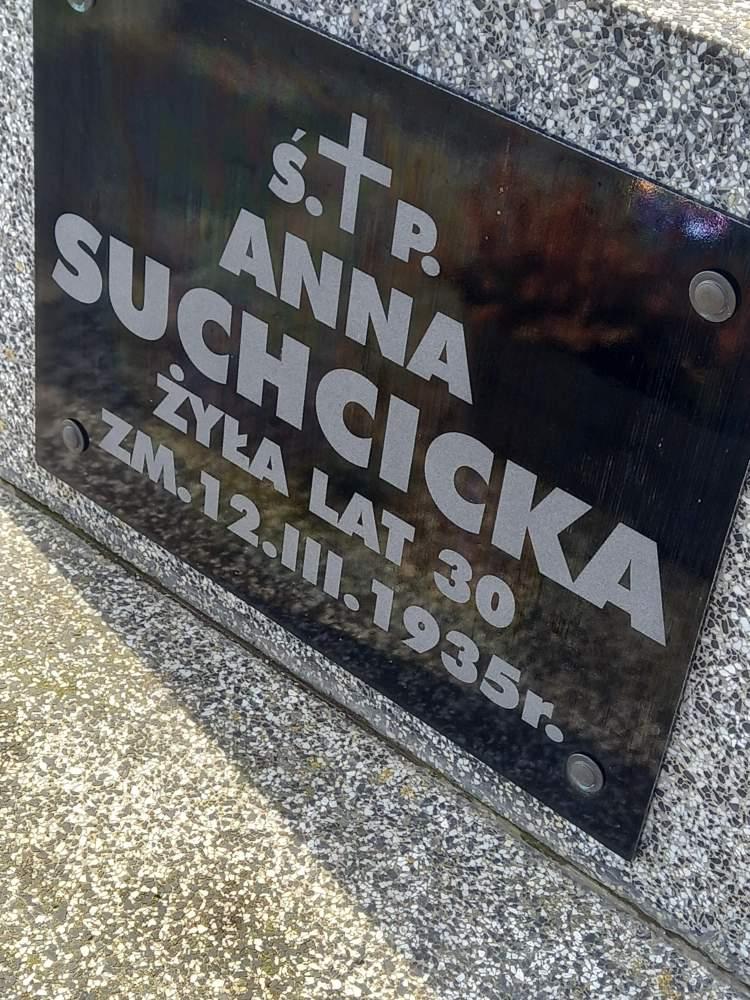 Ś. P.
ANNA
SUCHCICKA
ŻYŁA LAT 30
ZM. 12.III.1935r.